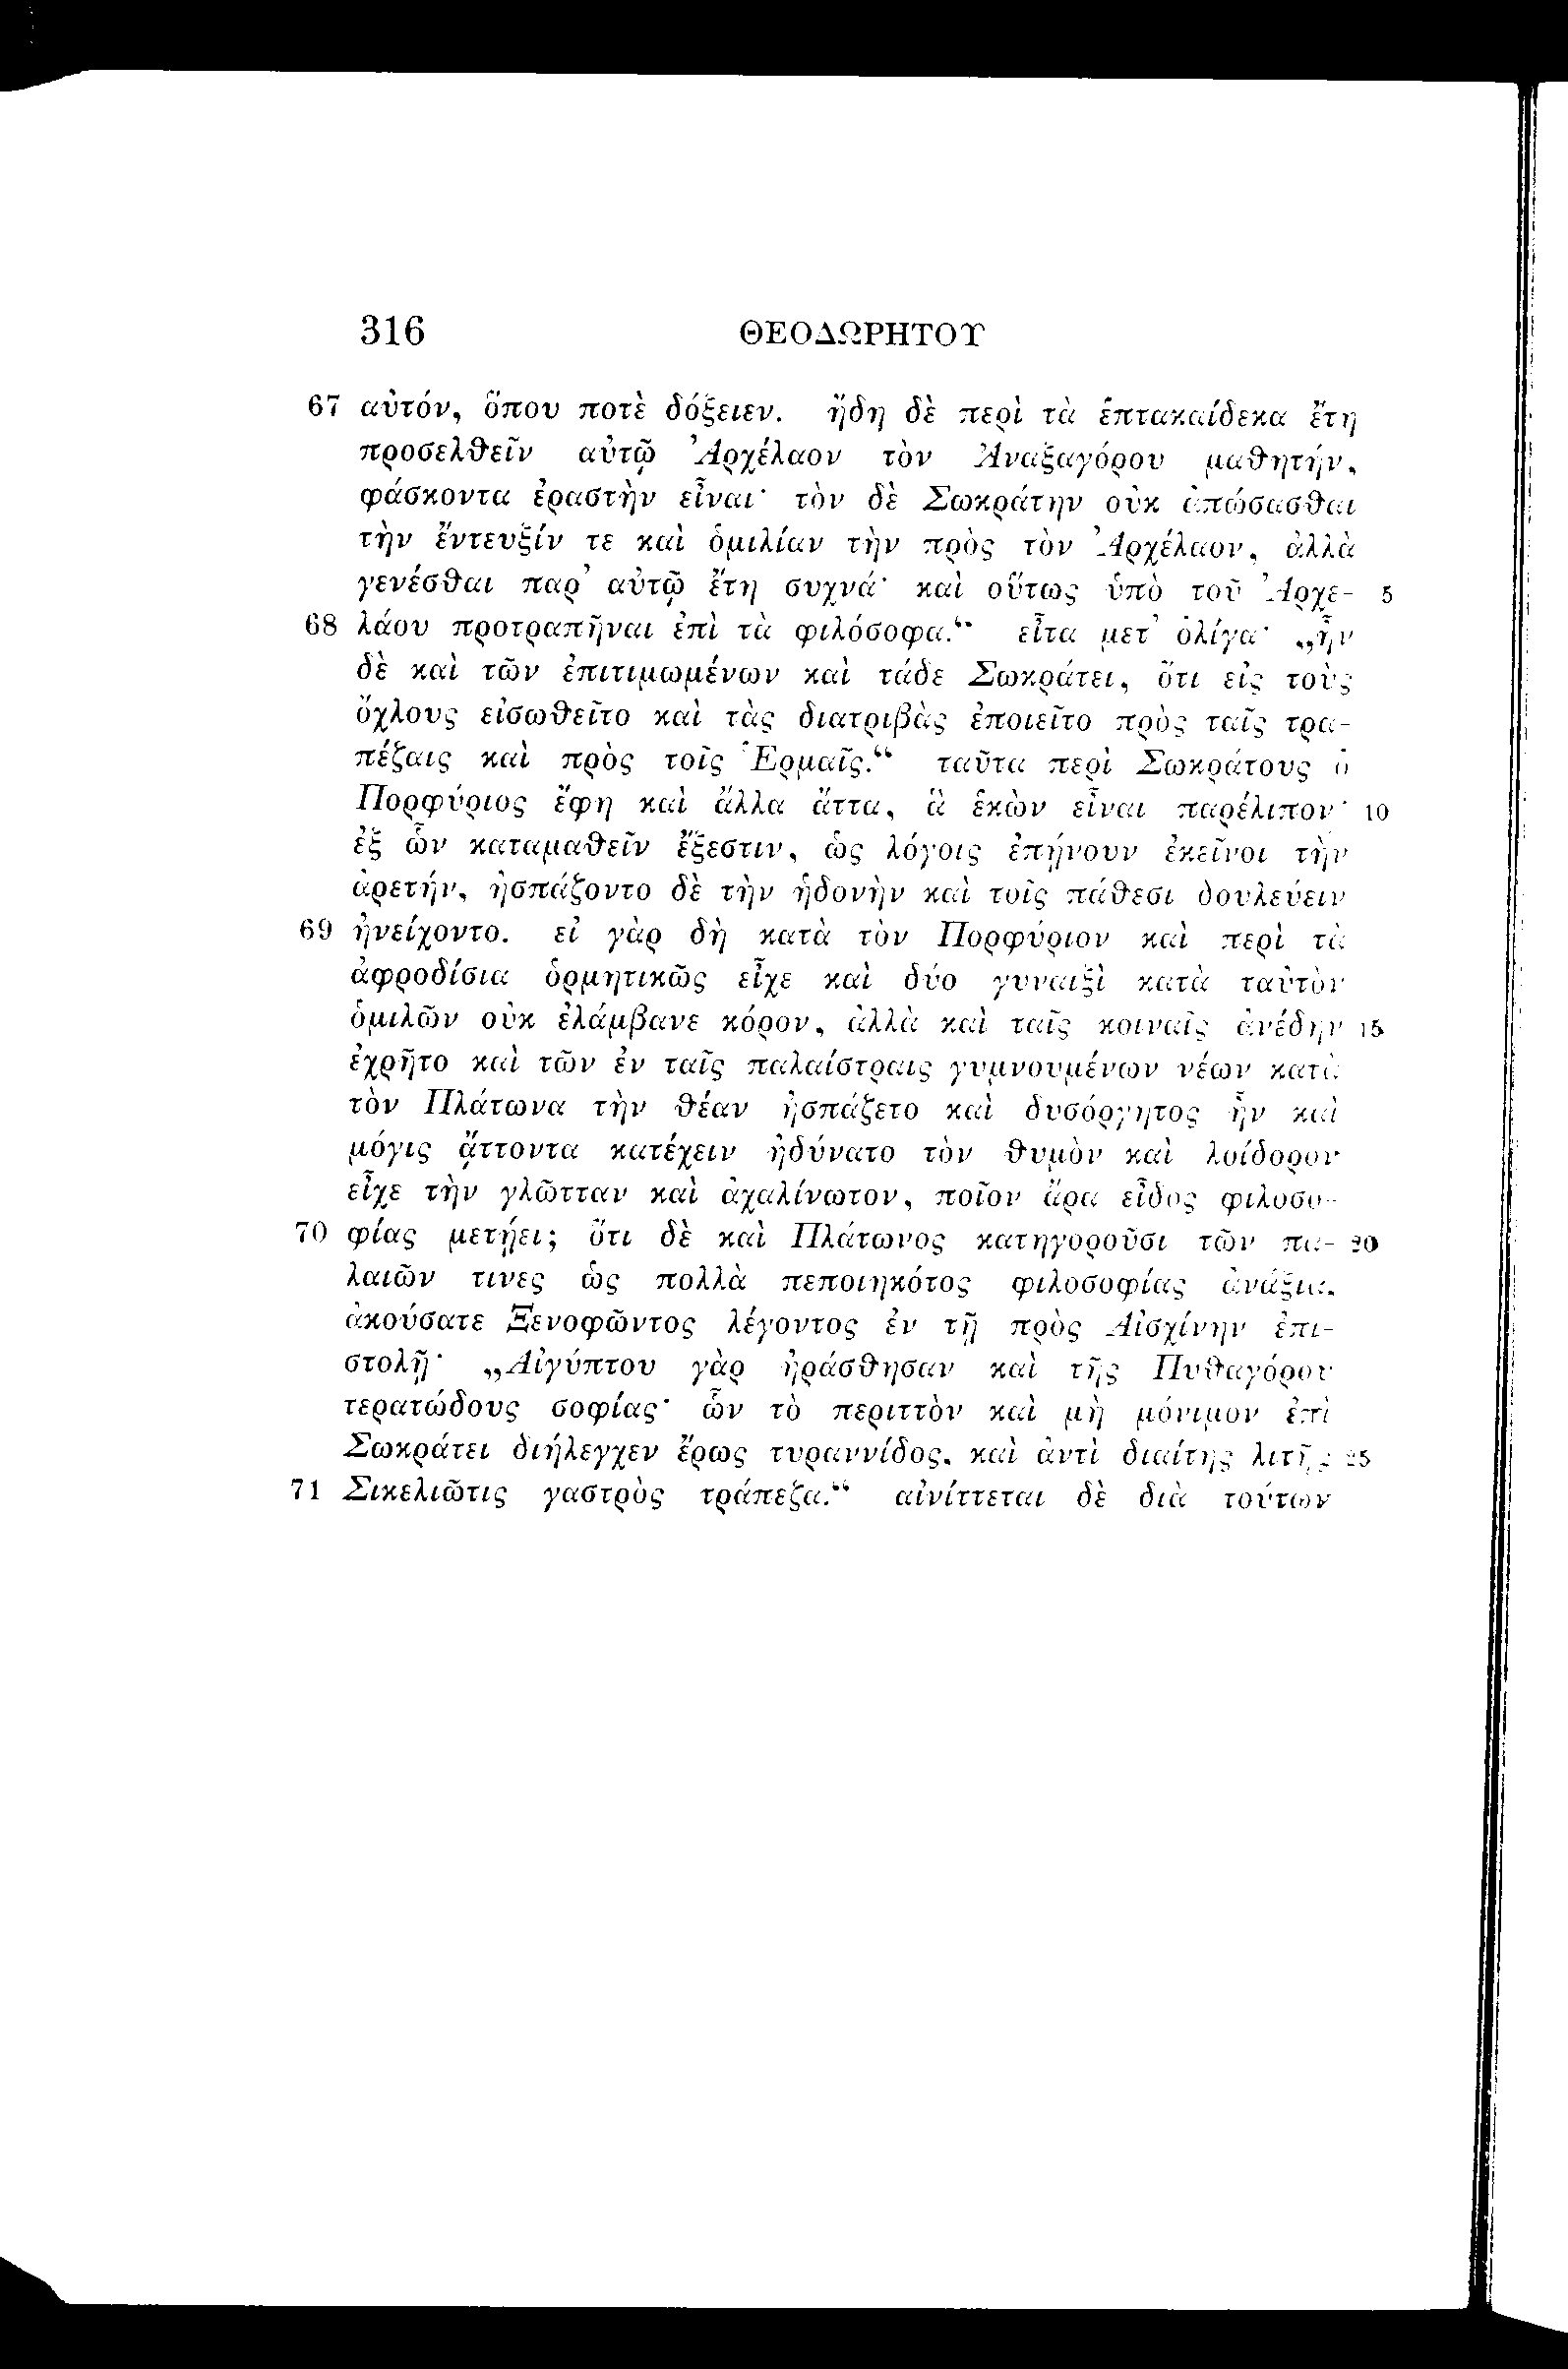 316 ΘΕΟΔΩΡΗΤΟΥ
67 αὐτόν, ὅπου ποτὲ δόξειεν. ἤδη δὲ περὶ τὰ ἑπτακαίδεκα ἔτη
προσελθεῖν αὐτῷ Ἀρχέλαον τὸν Ἀναξαγόρου μαθητήν,
φάσκοντα ἐραστὴν εἶναι· τὸν δὲ Σωκράτην οὐκ ἀπώσασθαι
τὴν ἔντευξίν τε καὶ ὁμιλίαν τὴν πρὸς τὸν Ἀρχέλαον, ἀλλὰ
γενέσθαι παρ' αὐτῷ ἔτη συχνά· καὶ οὕτως ὑπὸ τοῦ Ἀρχε- 5
68 λάου προτραπῆναι ἐπὶ τὰ φιλόσοφα.“ εἶτα μετ' ὀλίγα· „ἦν
δὲ καὶ τῶν ἐπιτιμωμένων καὶ τάδε Σωκράτει, ὅτι εἰς τοὺς
ὄχλους εἰσωθεῖτο καὶ τὰς διατριβὰς ἐποιεῖτο πρὸς ταῖς τρα-
πέζαις καὶ πρὸς τοῖς Ἑρμαῖς.“ ταῦτα περὶ Σωκράτους ὁ
Πορφύριος ἔφη καὶ ἄλλα ἄττα, ἃ ἑκὼν εἶναι παρέλιπον· 10
ἐξ ὧν καταμαθεῖν ἔξεστιν, ὡς λόγοις ἐπῄνουν ἐκεῖνοι τὴν
ἀρετήν, ἠσπάζοντο δὲ τὴν ἡδονὴν καὶ τοῖς πάθεσι δουλεύειν
69 ἠνείχοντο. εἰ γὰρ δὴ κατὰ τὸν Πορφύριον καὶ περὶ τὰ
ἀφροδίσια ὁρμητικῶς εἶχε καὶ δύο γυναιξὶ κατὰ ταὐτὸν
ὁμιλῶν οὐκ ἐλάμβανε κόρον, ἀλλὰ καὶ ταῖς κοιναῖς ἀνέδην 15
ἐχρῆτο καὶ τῶν ἐν ταῖς παλαίστραις γυμνουμένων νέων κατὰ
τὸν Πλάτωνα τὴν θέαν ἠσπάζετο καὶ δυσόργητος ἦν καὶ
μόγις ᾄττοντα κατέχειν ἠδύνατο τὸν θυμὸν καὶ λοίδορον
εἶχε τὴν γλῶτταν καὶ ἀχαλίνωτον, ποῖον ἄρα εἶδος φιλοσο-
70 φίας μετῄει; ὅτι δὲ καὶ Πλάτωνος κατηγοροῦσι τῶν πα- 20
λαιῶν τινες ὡς πολλὰ πεποιηκότος φιλοσοφίας ἀνάξια,
ἀκούσατε Ξενοφῶντος λέγοντος ἐν τῇ πρὸς Αἰσχίνην ἐπι-
στολῇ· „Αἰγύπτου γὰρ ἠράσθησαν καὶ τῆς Πυθαγόρου
τερατώδους σοφίας· ὧν τὸ περιττὸν καὶ μὴ μόνιμον ἐπὶ
Σωκράτει διήλεγχεν ἔρως τυραννίδος, καὶ ἀντὶ διαίτης λιτῆς 25
71 Σικελιῶτις γαστρὸς τράπεζα.“ αἰνίττεται δὲ διὰ τούτων